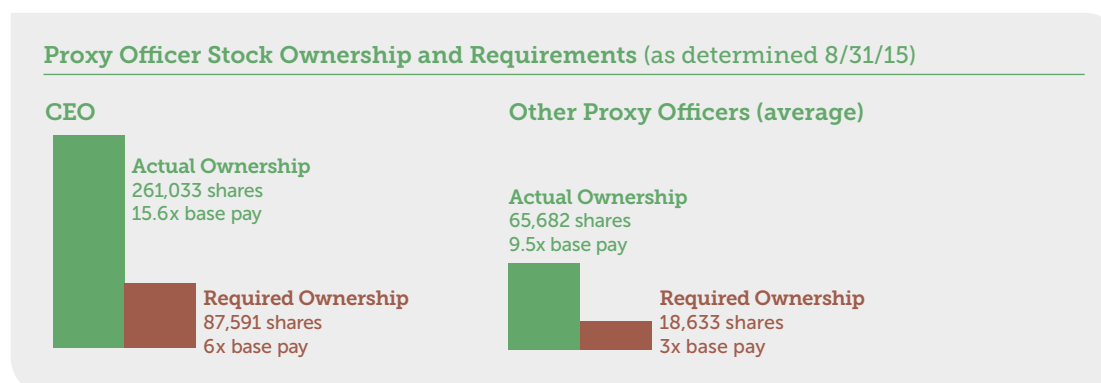 Proxy Officer Stock Ownership and Requirements (as determined 8/31/15)
CEO
Actual Ownership
261,033 shares
15.6x base pay
Required Ownership
87,591 shares
6x base pay
Other Proxy Officers (average)
Actual Ownership
65,682 shares
9.5x base pay
Required Ownership
18,633 shares
3x base pay